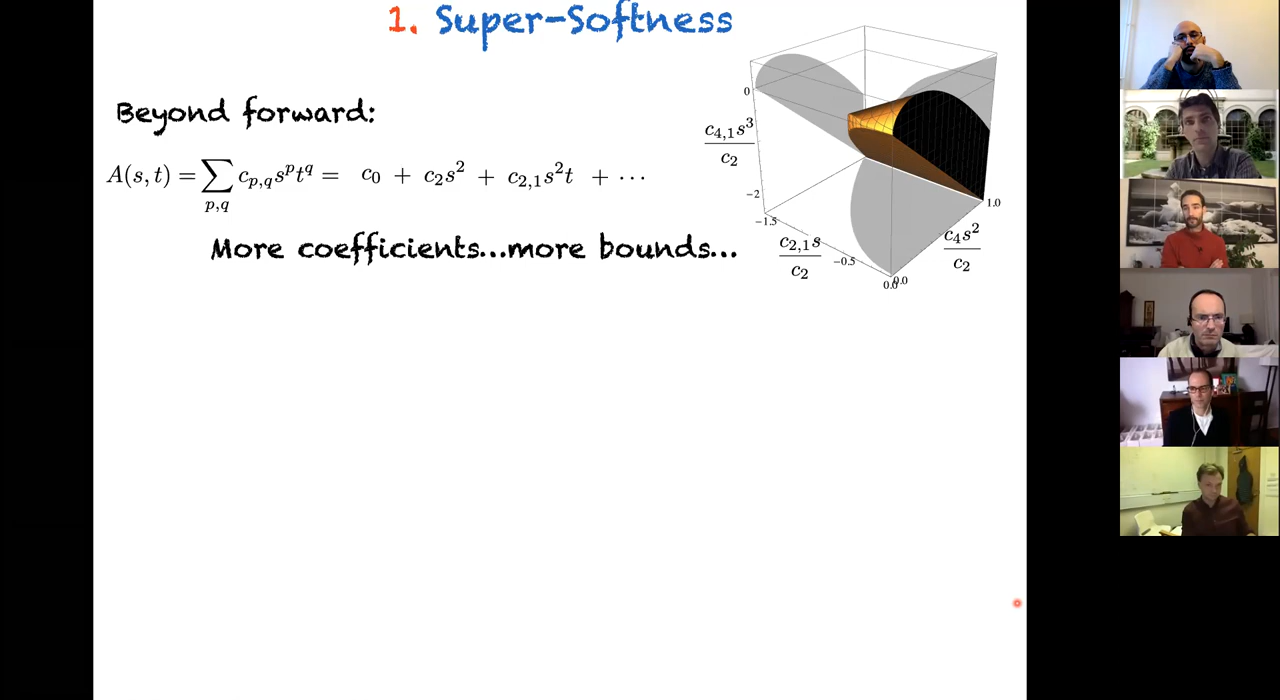 1. Super-Softness
Beyond forward:
A(s, t) = ∑_{p,q} c_{p,q} s^p t^q = c_0 + c_2 s^2 + c_{2,1} s^2 t + ⋯
More coefficients...more bounds...
0
c_{4,1} s^3 / c_2
−2
−1.5
c_{2,1} s / c_2
−0.5
0.0
0.0
c_4 s^2 / c_2
1.0